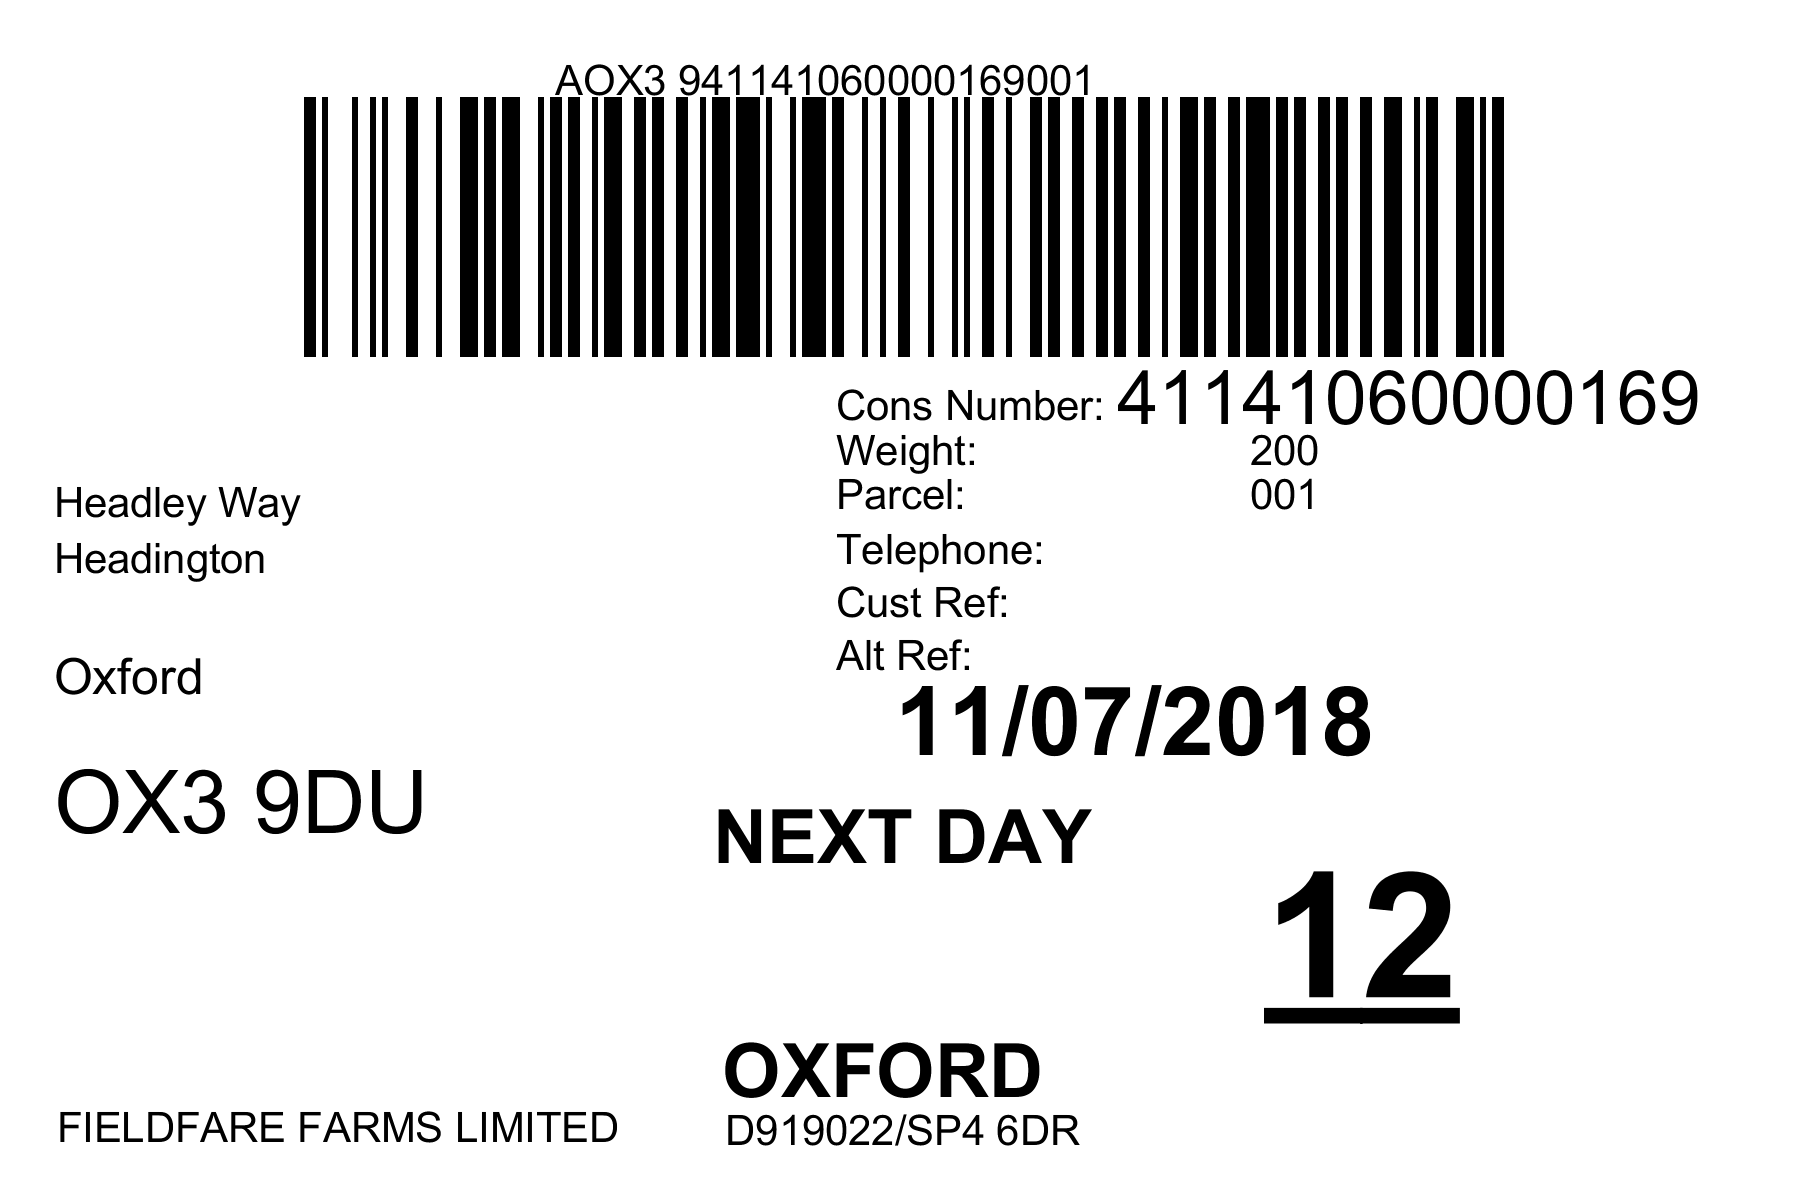 AOX3 941141060000169001
Cons Number: 41141060000169
Weight: 200
Parcel: 001
Telephone:
Cust Ref:
Alt Ref:
Headley Way
Headington
Oxford
OX3 9DU
11/07/2018
NEXT DAY
12
OXFORD
FIELDFARE FARMS LIMITED
D919022/SP4 6DR